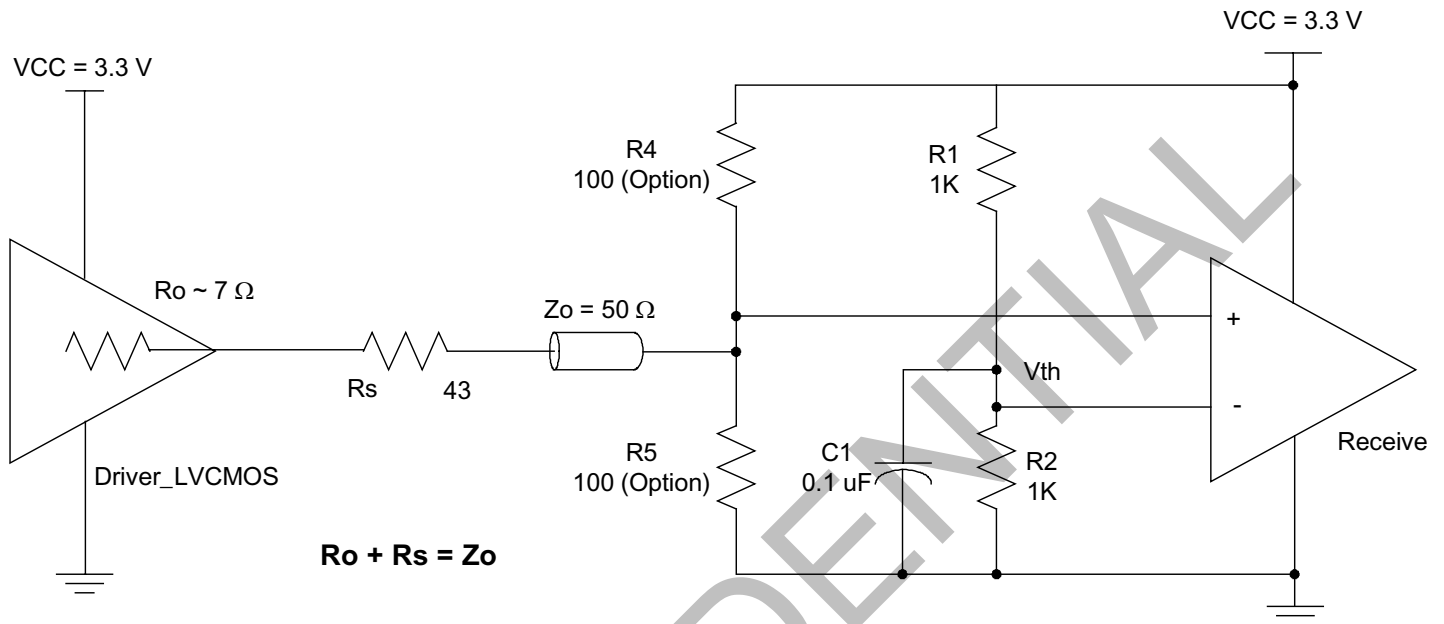 VCC = 3.3 V
VCC = 3.3 V
R4
100 (Option)
R1
1K
Ro ~ 7 Ω
Zo = 50 Ω
+
Rs
43
Vth
-
Receive
R5
100 (Option)
C1
0.1 uF
R2
1K
Driver_LVCMOS
Ro + Rs = Zo
DENTIAL